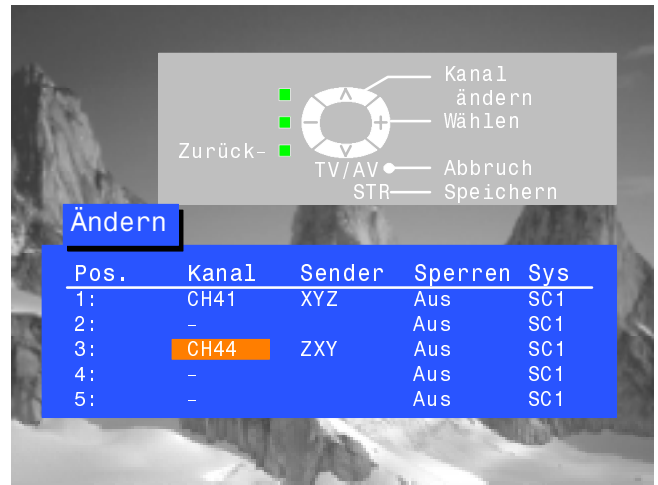 Kanal
ändern
Wählen
Zurück-
TV/AV Abbruch
STR Speichern
Ändern
Pos. Kanal Sender Sperren Sys
1: CH41 XYZ Aus SC1
2: - Aus SC1
3: CH44 ZXY Aus SC1
4: - Aus SC1
5: - Aus SC1